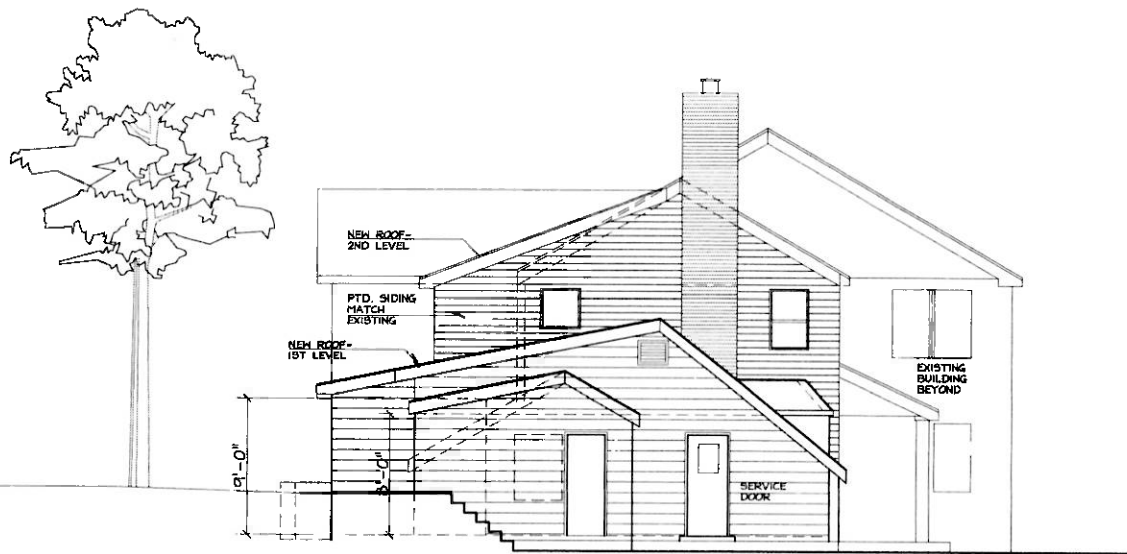 NEW ROOF-
2ND LEVEL
PTD. SIDING
MATCH
EXISTING
NEW ROOF-
1ST LEVEL
EXISTING
BUILDING
BEYOND
9'-0"
8'-0"
SERVICE
DOOR